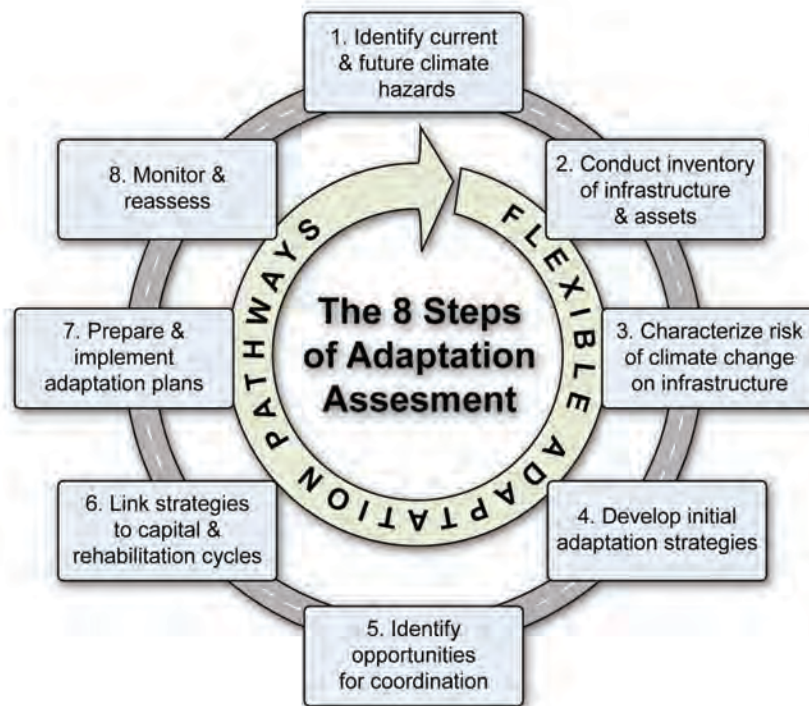 1. Identify current
& future climate
hazards
2. Conduct inventory
of infrastructure
& assets
3. Characterize risk
of climate change
on infrastructure
4. Develop initial
adaptation strategies
5. Identify
opportunities
for coordination
6. Link strategies
to capital &
rehabilitation cycles
7. Prepare &
implement
adaptation plans
8. Monitor &
reassess
FLEXIBLE ADAPTATION PATHWAYS
The 8 Steps
of Adaptation
Assesment